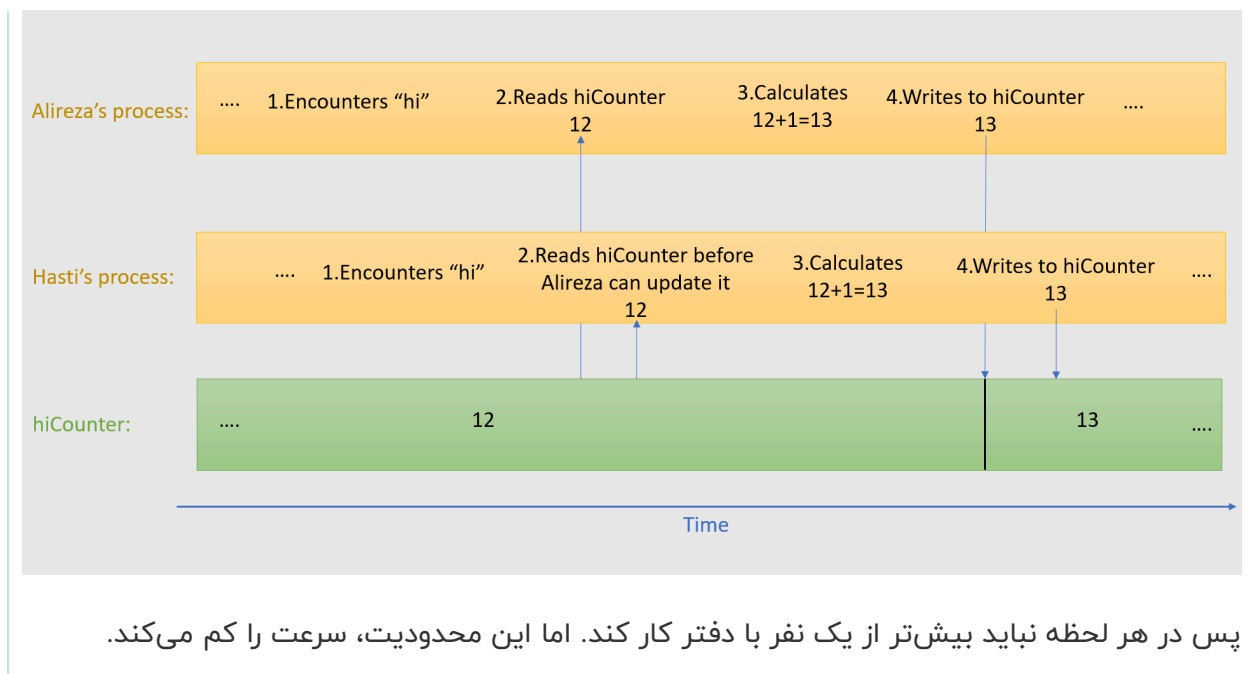 Alireza's process:
.... 1.Encounters “hi” 2.Reads hiCounter 3.Calculates 4.Writes to hiCounter ....
12 12+1=13 13
Hasti's process:
.... 1.Encounters “hi” 2.Reads hiCounter before 3.Calculates 4.Writes to hiCounter ....
Alireza can update it 12+1=13 13
12
hiCounter:
.... 12 13 ....
Time
پس در هر لحظه نباید بیش‌تر از یک نفر با دفتر کار کند. اما این محدودیت، سرعت را کم می‌کند.